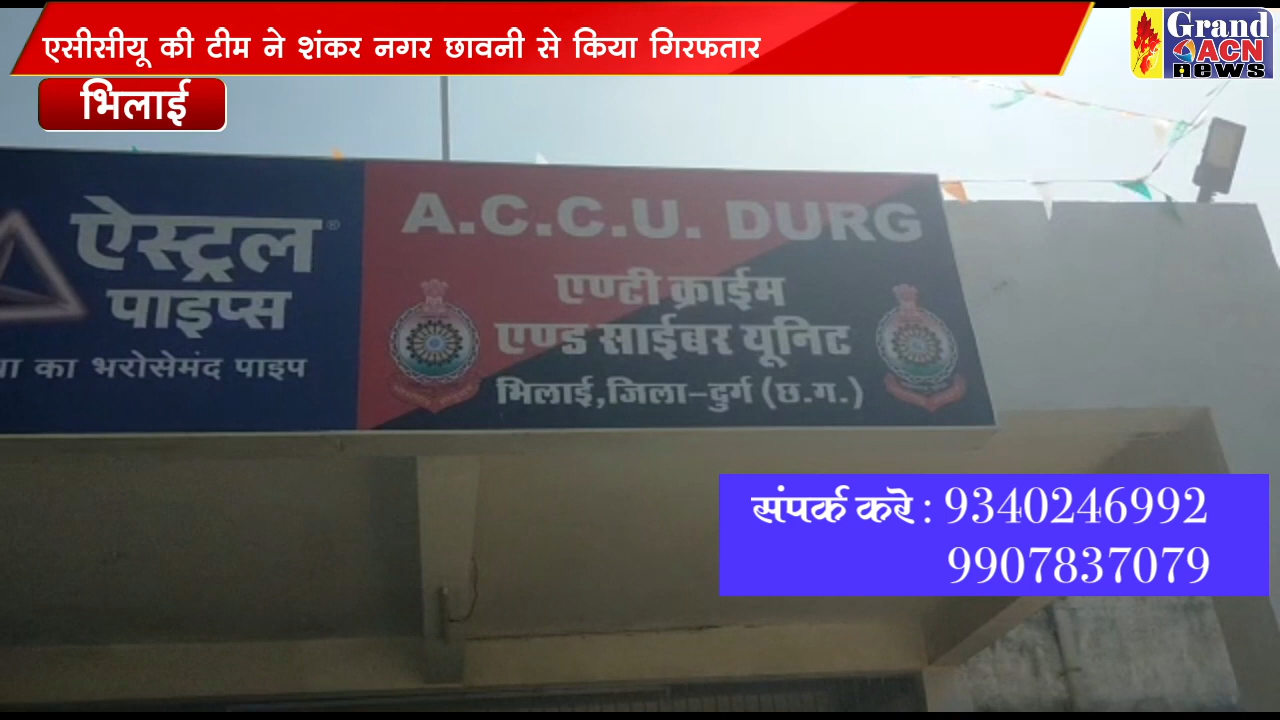 एसीसीयू की टीम ने शंकर नगर छावनी से किया गिरफतार
Grand
ACN
news
भिलाई
ऐस्ट्रल®
पाइप्स
का भरोसेमंद पाइप
A.C.C.U. DURG
एण्टी क्राईम
एण्ड साईबर यूनिट
भिलाई,जिला-दुर्ग (छ.ग.)
संपर्क करे : 9340246992
9907837079